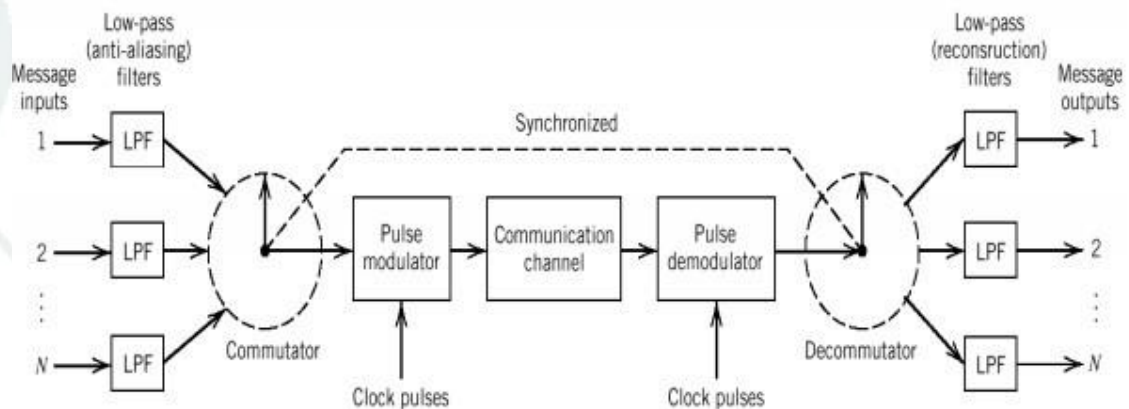 Low-pass
(anti-aliasing)
filters
Low-pass
(reconsruction)
filters
Message
inputs
Message
outputs
1
LPF
Synchronized
LPF
1
2
LPF
Pulse
modulator
Communication
channel
Pulse
demodulator
LPF
2
⋮
⋮
N
LPF
Commutator
Decommutator
LPF
N
Clock pulses
Clock pulses